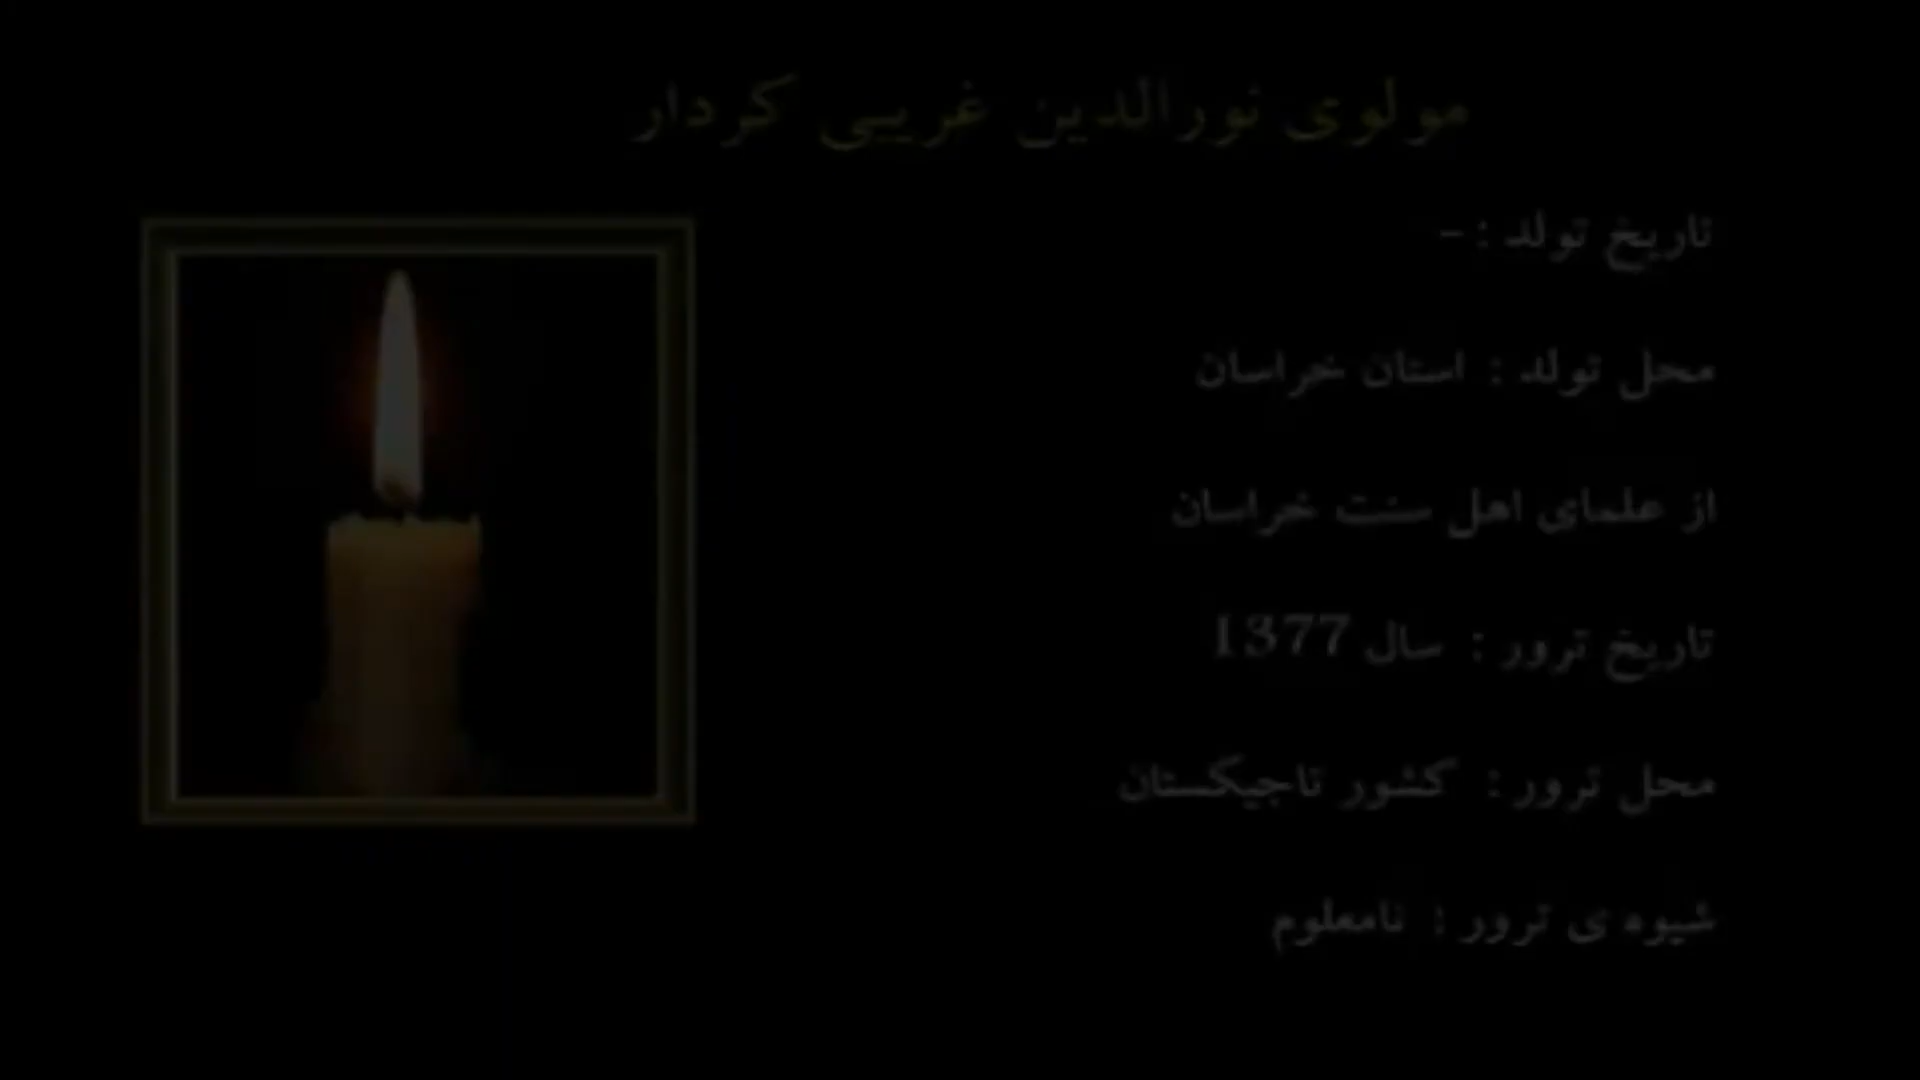 مولوی نورالدین غریبی کردار
تاریخ تولد : -
محل تولد : استان خراسان
از علمای اهل سنت خراسان
تاریخ ترور : سال 1377
محل ترور : کشور تاجیکستان
شیوه ی ترور : نامعلوم